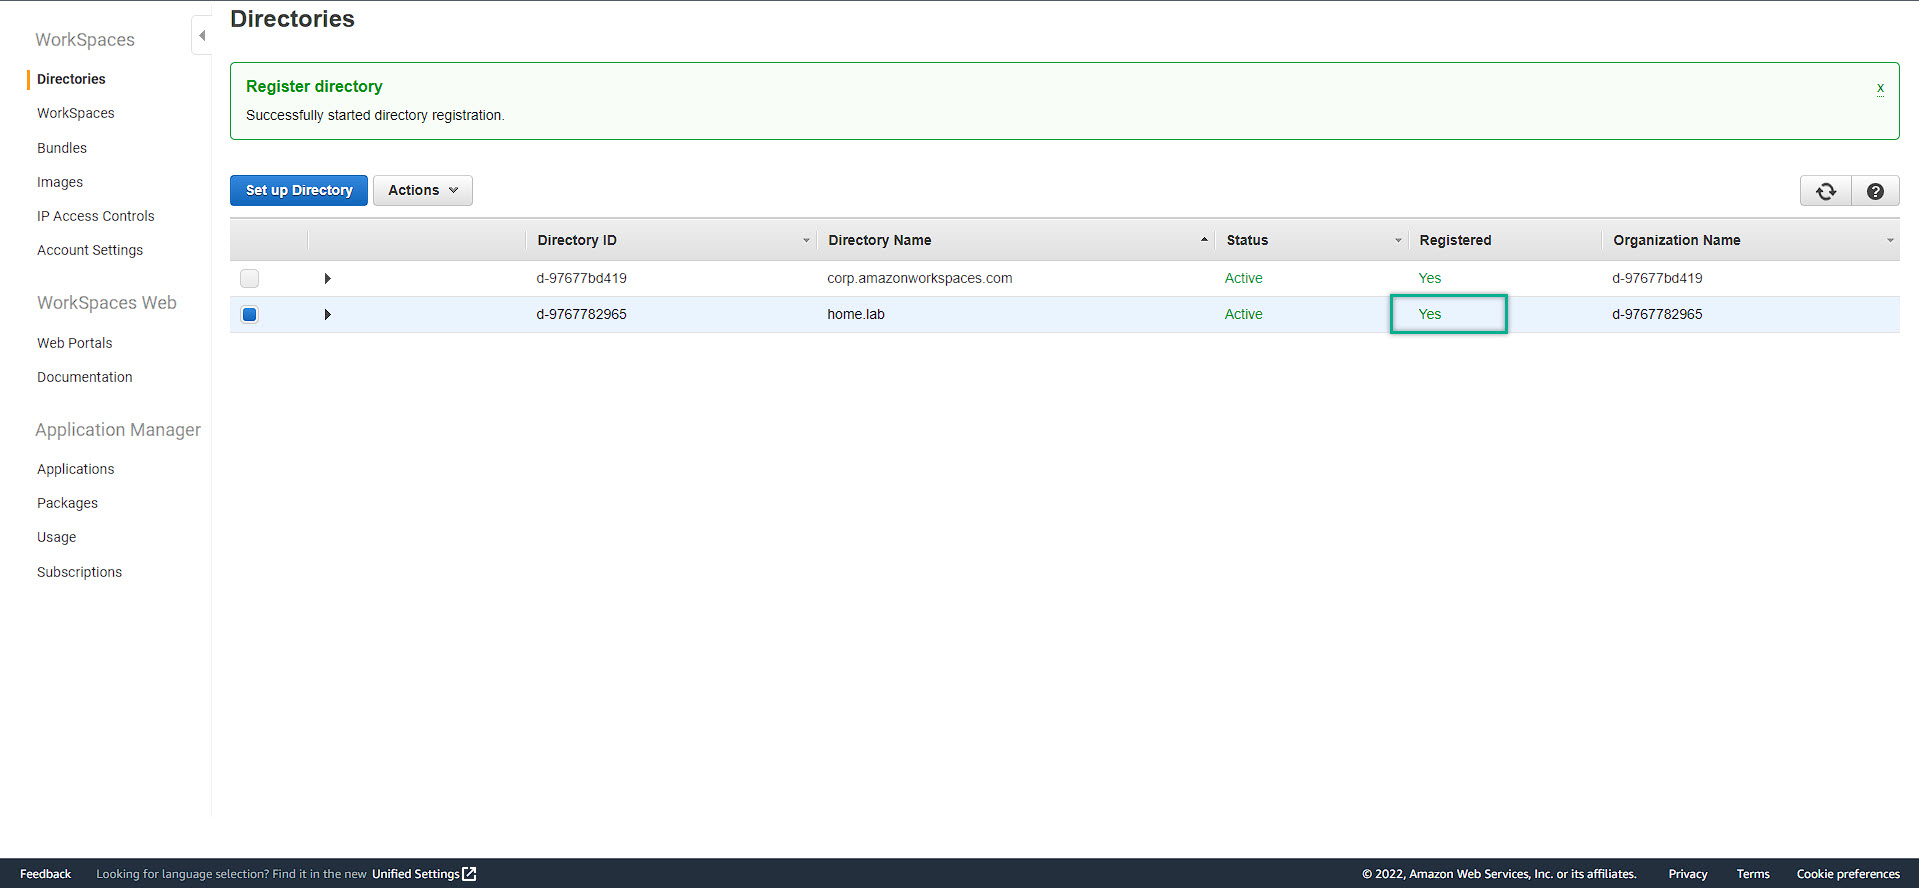 Directories
WorkSpaces
Directories
WorkSpaces
Bundles
Images
IP Access Controls
Account Settings
WorkSpaces Web
Web Portals
Documentation
Application Manager
Applications
Packages
Usage
Subscriptions
Register directory
x
Successfully started directory registration.
Set up Directory Actions
Directory ID Directory Name Status Registered Organization Name
d-97677bd419 corp.amazonworkspaces.com Active Yes d-97677bd419
d-9767782965 home.lab Active Yes d-9767782965
Feedback Looking for language selection? Find it in the new Unified Settings © 2022, Amazon Web Services, Inc. or its affiliates. Privacy Terms Cookie preferences